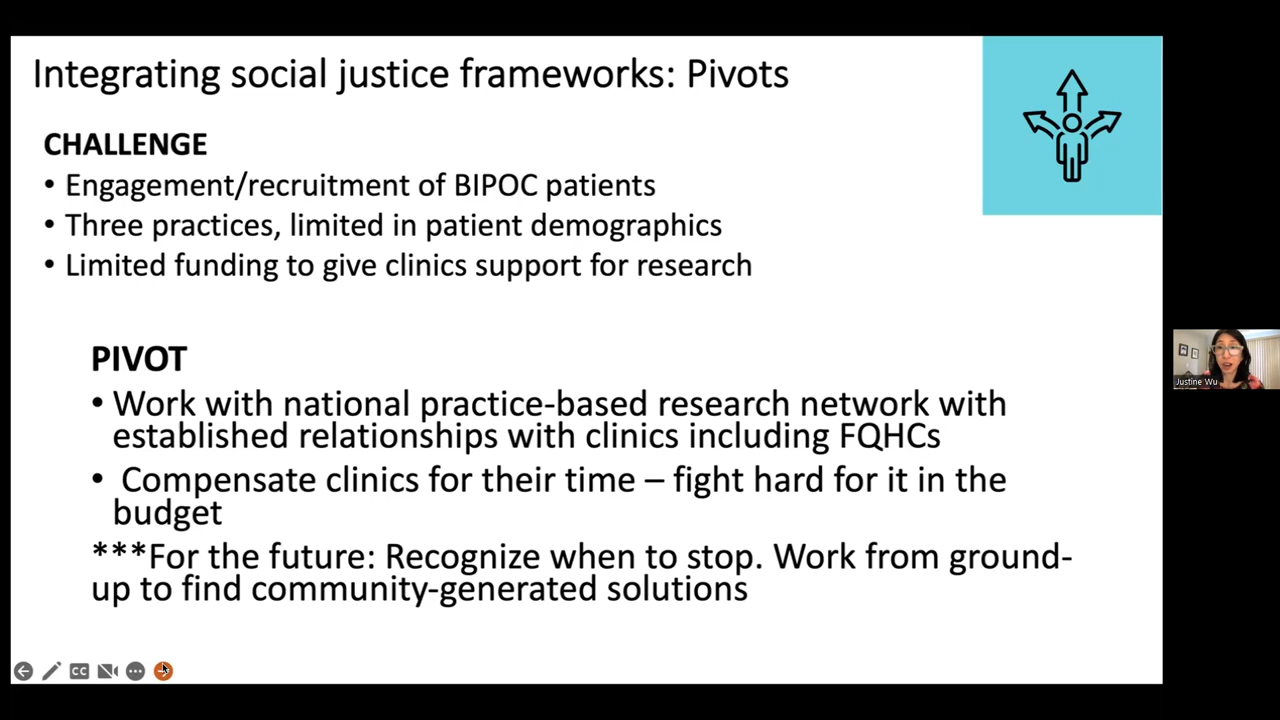 Integrating social justice frameworks: Pivots
CHALLENGE
• Engagement/recruitment of BIPOC patients
• Three practices, limited in patient demographics
• Limited funding to give clinics support for research
PIVOT
• Work with national practice-based research network with
established relationships with clinics including FQHCs
• Compensate clinics for their time – fight hard for it in the
budget
***For the future: Recognize when to stop. Work from ground-
up to find community-generated solutions
Justine Wu
CC